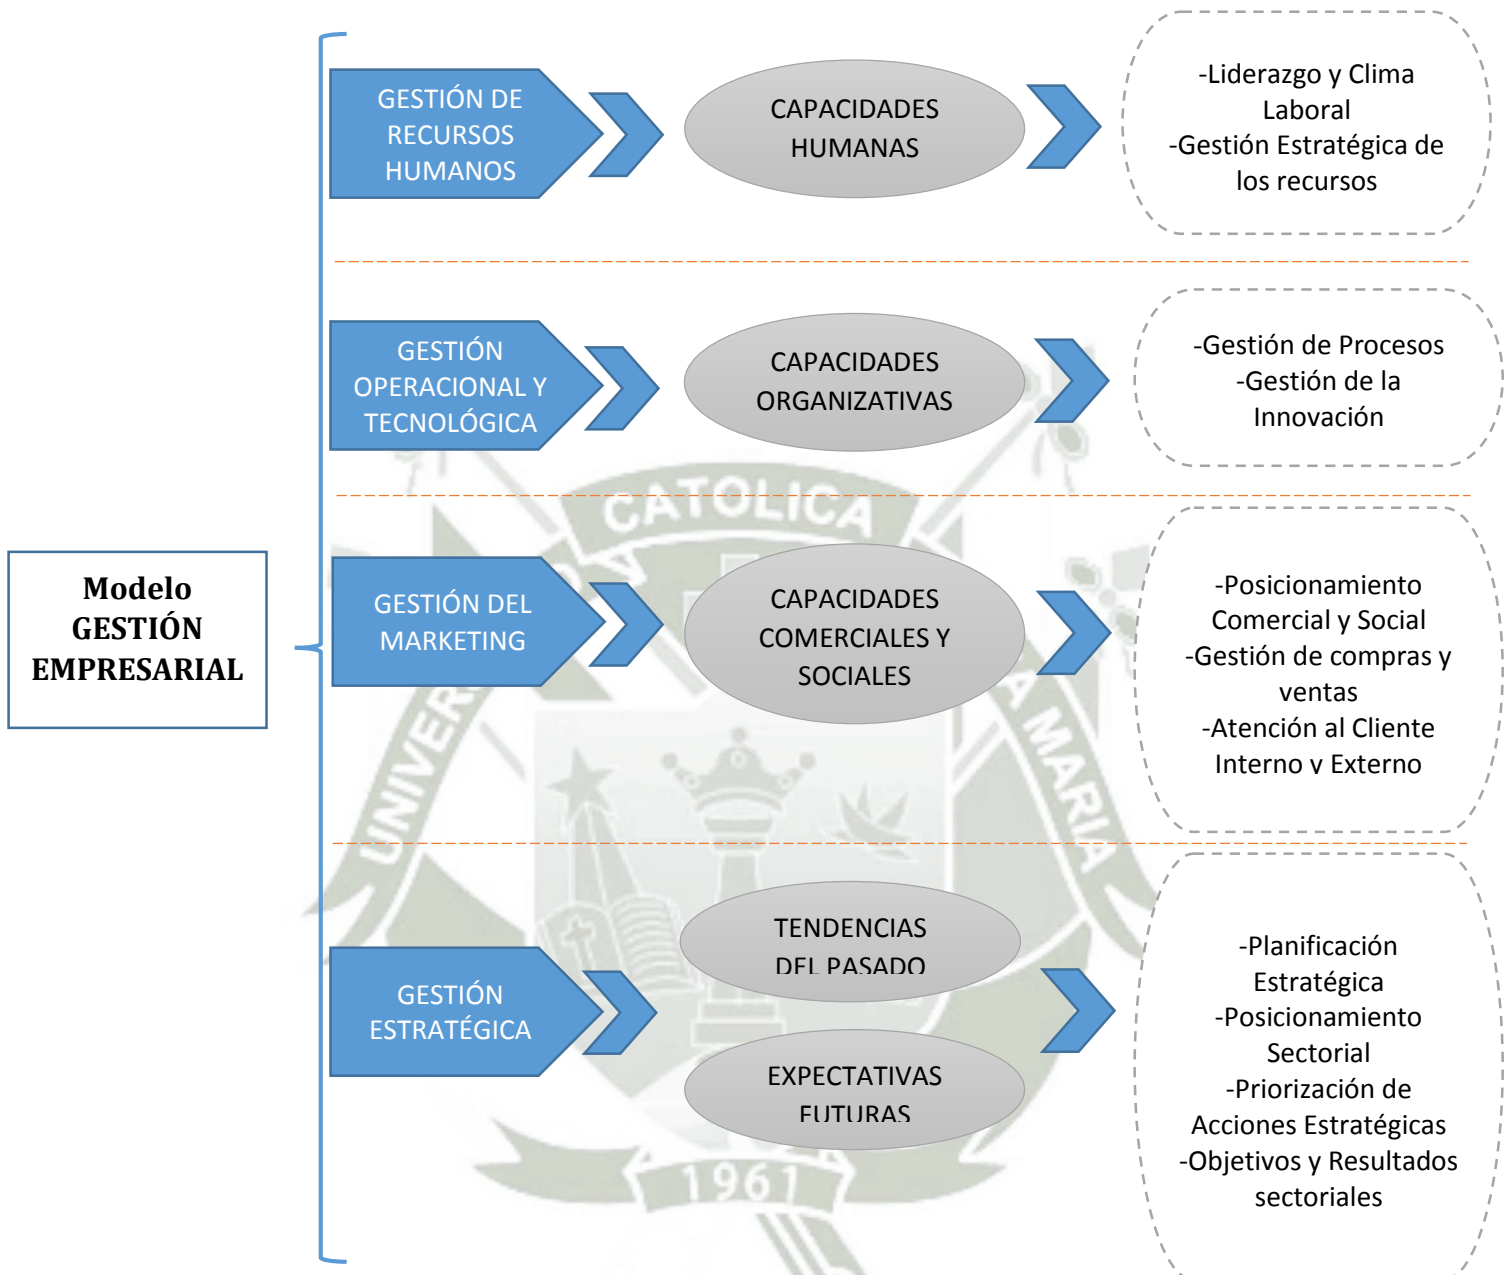 GESTIÓN DE
RECURSOS
HUMANOS
CAPACIDADES
HUMANAS
-Liderazgo y Clima
Laboral
-Gestión Estratégica de
los recursos
GESTIÓN
OPERACIONAL Y
TECNOLÓGICA
CAPACIDADES
ORGANIZATIVAS
-Gestión de Procesos
-Gestión de la
Innovación
Modelo
GESTIÓN
EMPRESARIAL
GESTIÓN DEL
MARKETING
CAPACIDADES
COMERCIALES Y
SOCIALES
-Posicionamiento
Comercial y Social
-Gestión de compras y
ventas
-Atención al Cliente
Interno y Externo
GESTIÓN
ESTRATÉGICA
TENDENCIAS
DEL PASADO
EXPECTATIVAS
FUTURAS
-Planificación
Estratégica
-Posicionamiento
Sectorial
-Priorización de
Acciones Estratégicas
-Objetivos y Resultados
sectoriales
CATOLICA
MARIA
1961